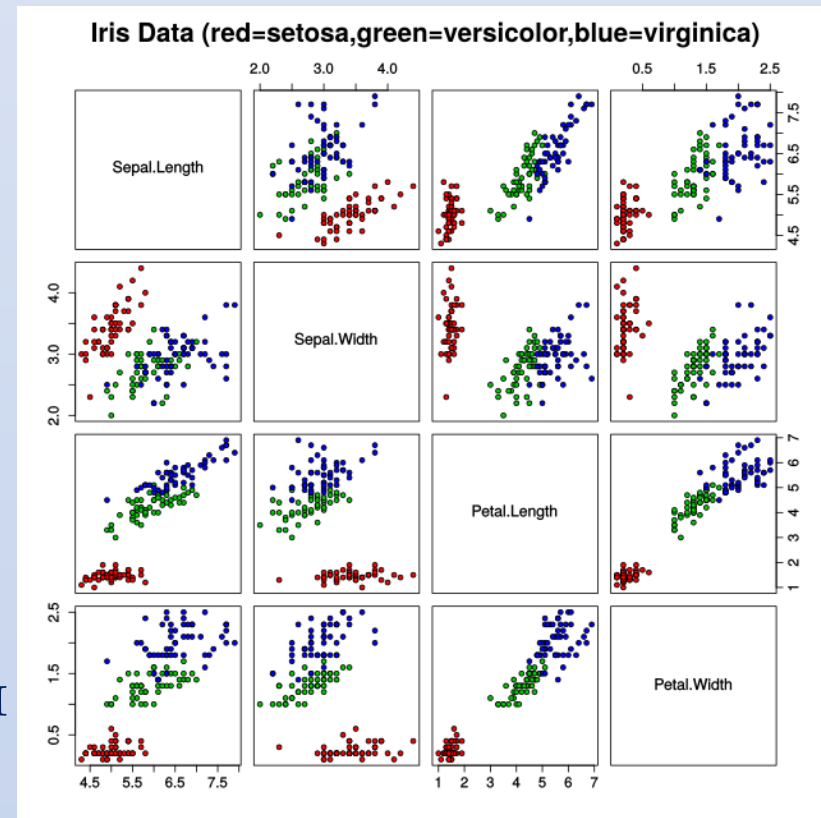 Iris Data (red=setosa,green=versicolor,blue=virginica)
2.0 3.0 4.0
0.5 1.5 2.5
Sepal.Length
4.5 5.5 6.5 7.5
2.0 3.0 4.0
Sepal.Width
Petal.Length
1 2 3 4 5 6 7
0.5 1.5 2.5
Petal.Width
4.5 5.5 6.5 7.5
1 2 3 4 5 6 7